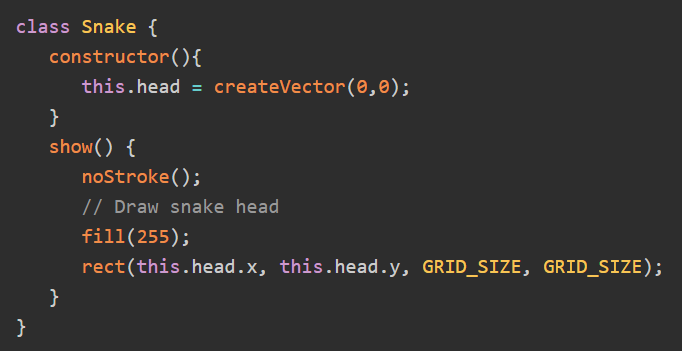 class Snake {
   constructor(){
      this.head = createVector(0,0);
   }
   show() {
      noStroke();
      // Draw snake head
      fill(255);
      rect(this.head.x, this.head.y, GRID_SIZE, GRID_SIZE);
   }
}